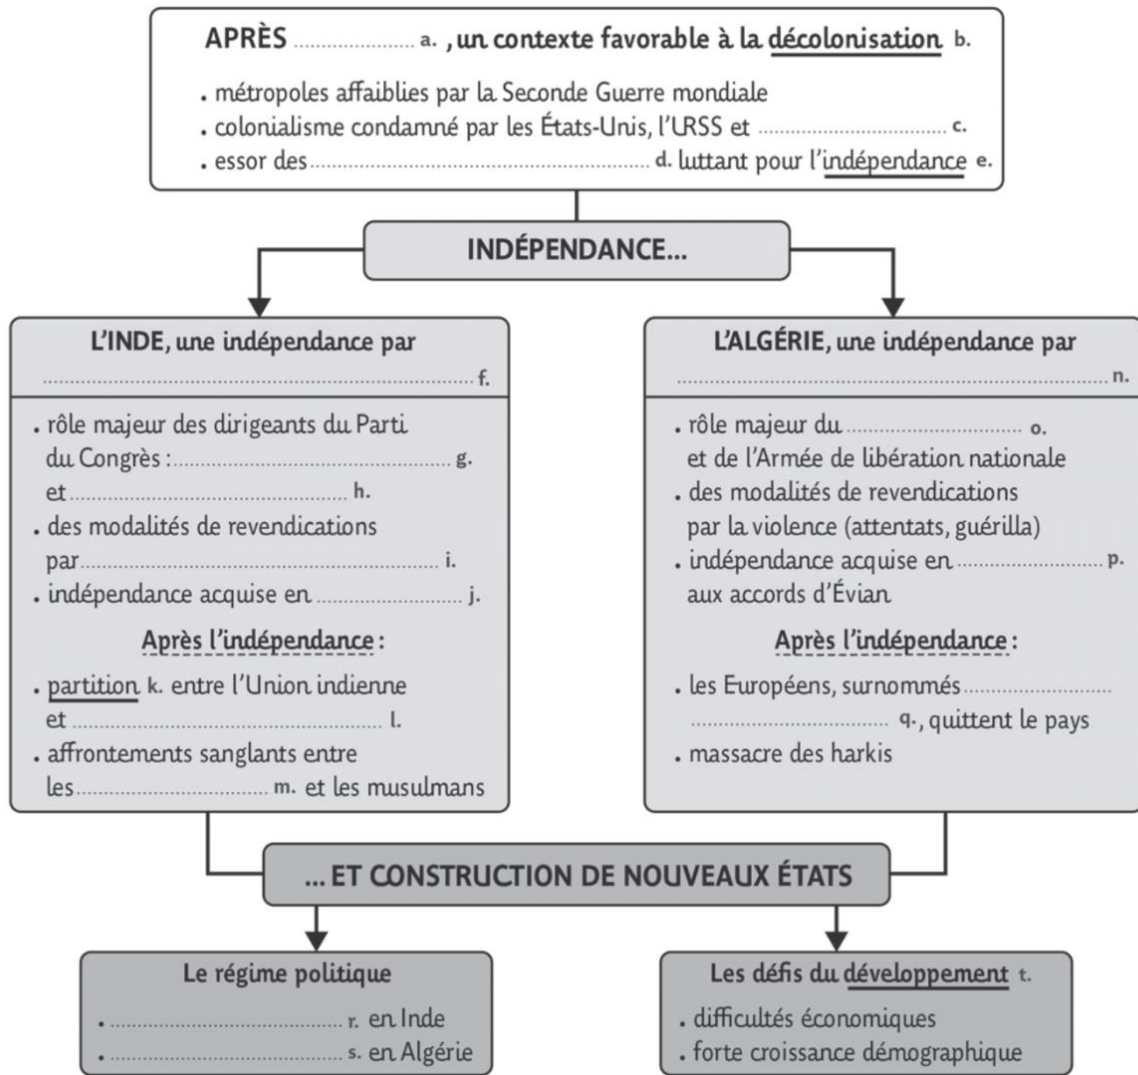 APRÈS .................... a. , un contexte favorable à la décolonisation b.
. métropoles affaiblies par la Seconde Guerre mondiale
. colonialisme condamné par les États-Unis, l'URSS et .................... c.
. essor des .................... d. luttant pour l'indépendance e.
INDÉPENDANCE...
L'INDE, une indépendance par
.................... f.
. rôle majeur des dirigeants du Parti
du Congrès : .................... g.
et .................... h.
. des modalités de revendications
par .................... i.
. indépendance acquise en .................... j.
Après l'indépendance :
. partition k. entre l'Union indienne
et .................... l.
. affrontements sanglants entre
les .................... m. et les musulmans
L'ALGÉRIE, une indépendance par
.................... n.
. rôle majeur du .................... o.
et de l'Armée de libération nationale
. des modalités de revendications
par la violence (attentats, guérilla)
. indépendance acquise en .................... p.
aux accords d'Évian
Après l'indépendance :
. les Européens, surnommés ....................
.................... q., quittent le pays
. massacre des harkis
... ET CONSTRUCTION DE NOUVEAUX ÉTATS
Le régime politique
. .................... r. en Inde
. .................... s. en Algérie
Les défis du développement t.
. difficultés économiques
. forte croissance démographique